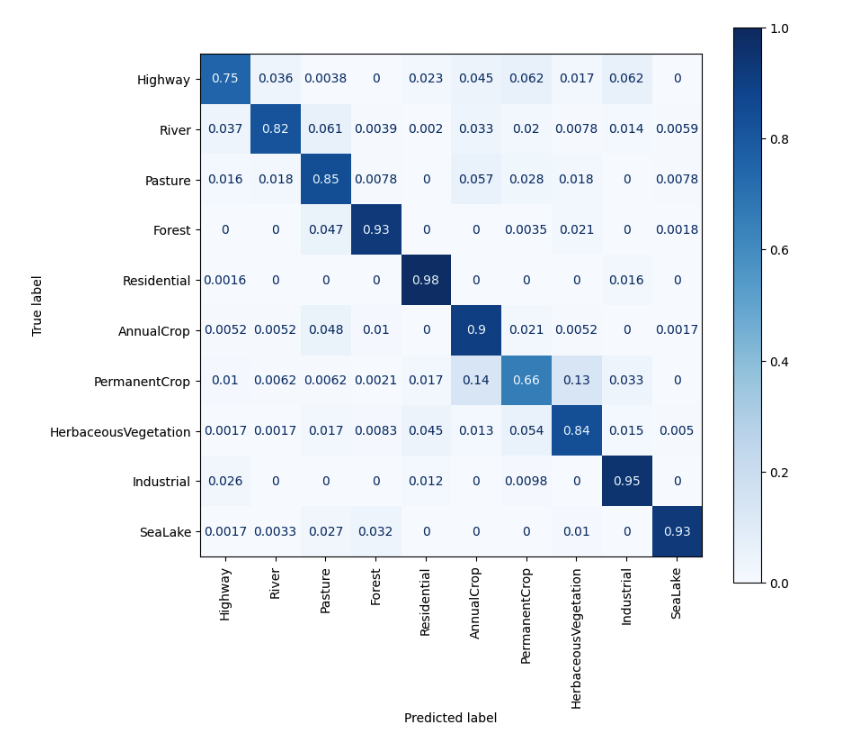 1.0
Highway 0.75 0.036 0.0038 0 0.023 0.045 0.062 0.017 0.062 0
River 0.037 0.82 0.061 0.0039 0.002 0.033 0.02 0.0078 0.014 0.0059
0.8
Pasture 0.016 0.018 0.85 0.0078 0 0.057 0.028 0.018 0 0.0078
Forest 0 0 0.047 0.93 0 0 0.0035 0.021 0 0.0018
0.6
Residential 0.0016 0 0 0 0.98 0 0 0 0.016 0
True label
AnnualCrop 0.0052 0.0052 0.048 0.01 0 0.9 0.021 0.0052 0 0.0017
0.4
PermanentCrop 0.01 0.0062 0.0062 0.0021 0.017 0.14 0.66 0.13 0.033 0
HerbaceousVegetation 0.0017 0.0017 0.017 0.0083 0.045 0.013 0.054 0.84 0.015 0.005
0.2
Industrial 0.026 0 0 0 0.012 0 0.0098 0 0.95 0
SeaLake 0.0017 0.0033 0.027 0.032 0 0 0 0.01 0 0.93
0.0
Highway
River
Pasture
Forest
Residential
AnnualCrop
PermanentCrop
HerbaceousVegetation
Industrial
SeaLake
Predicted label